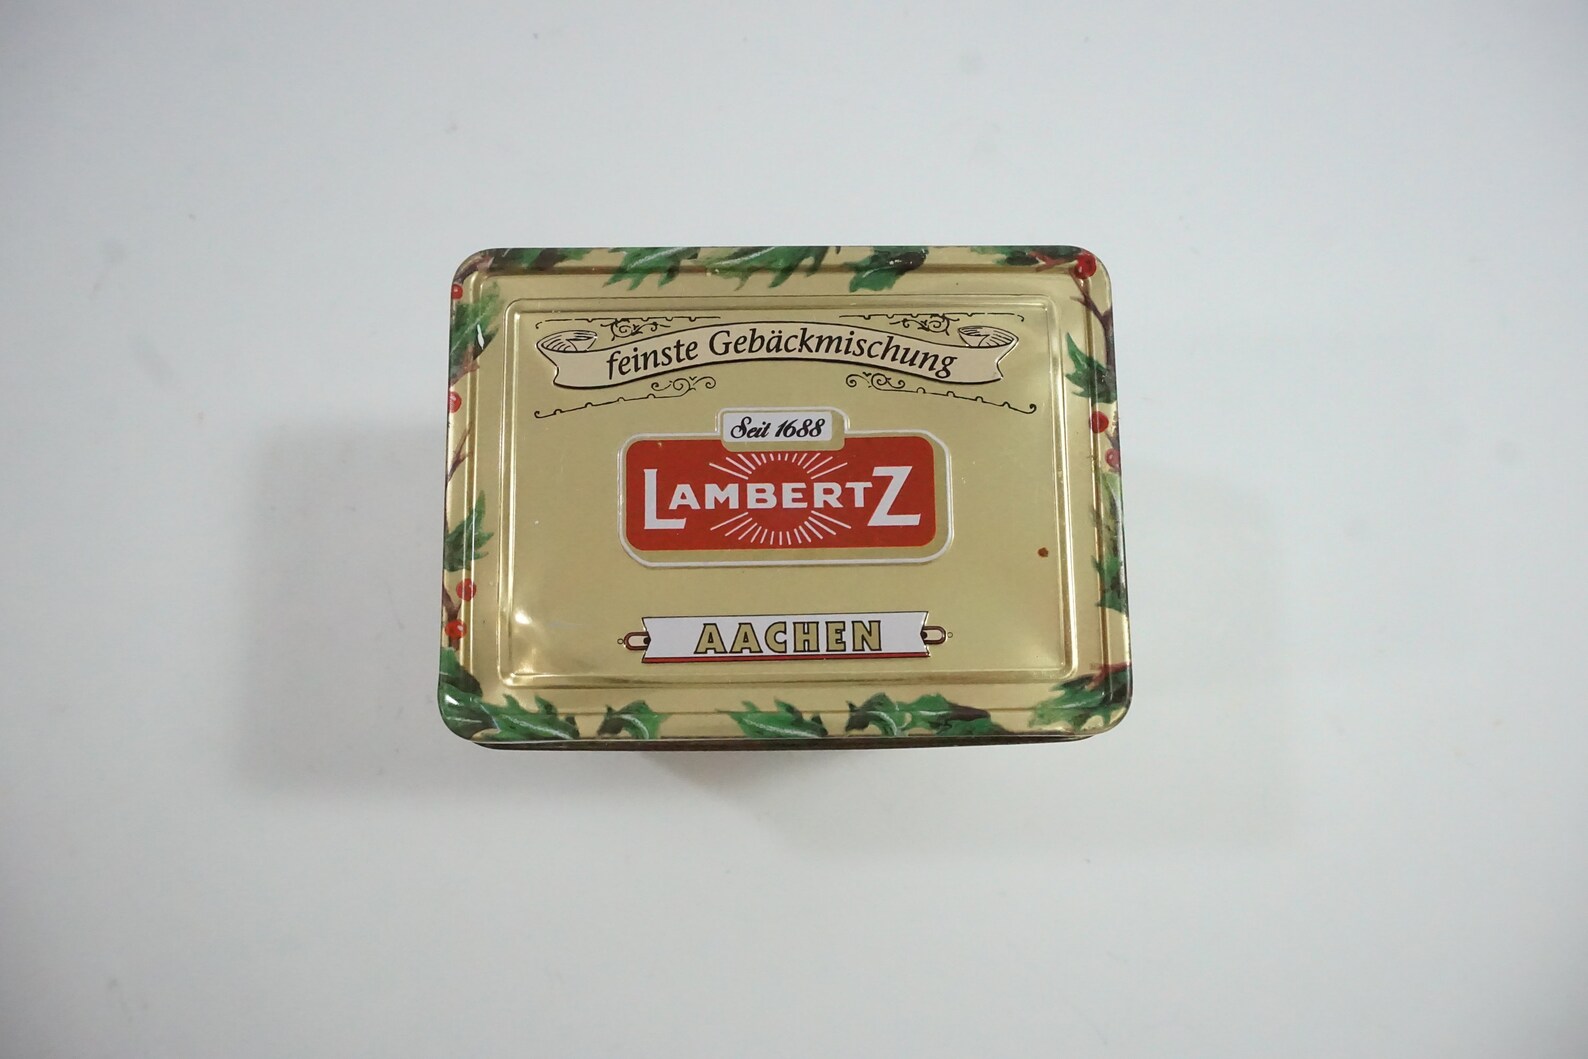 feinste Gebäckmischung
Seit 1688
LAMBERTZ
AACHEN